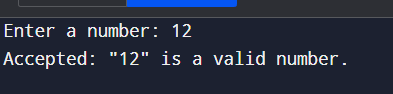 Enter a number: 12
Accepted: "12" is a valid number.